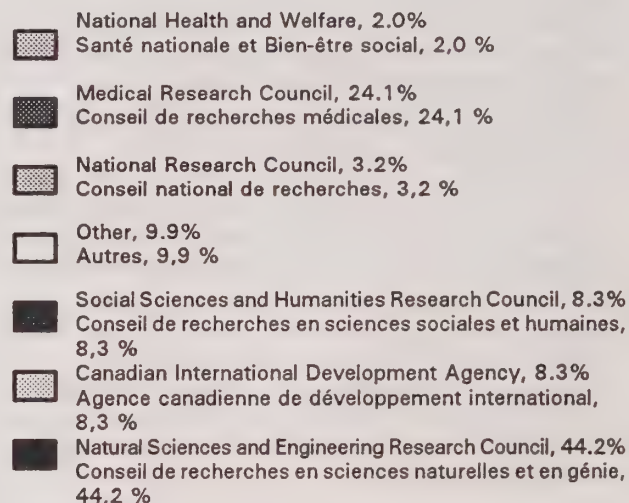 National Health and Welfare, 2.0%
Santé nationale et Bien-être social, 2,0 %
Medical Research Council, 24.1%
Conseil de recherches médicales, 24,1 %
National Research Council, 3.2%
Conseil national de recherches, 3,2 %
Other, 9.9%
Autres, 9,9 %
Social Sciences and Humanities Research Council, 8.3%
Conseil de recherches en sciences sociales et humaines,
8,3 %
Canadian International Development Agency, 8.3%
Agence canadienne de développement international,
8,3 %
Natural Sciences and Engineering Research Council, 44.2%
Conseil de recherches en sciences naturelles et en génie,
44,2 %